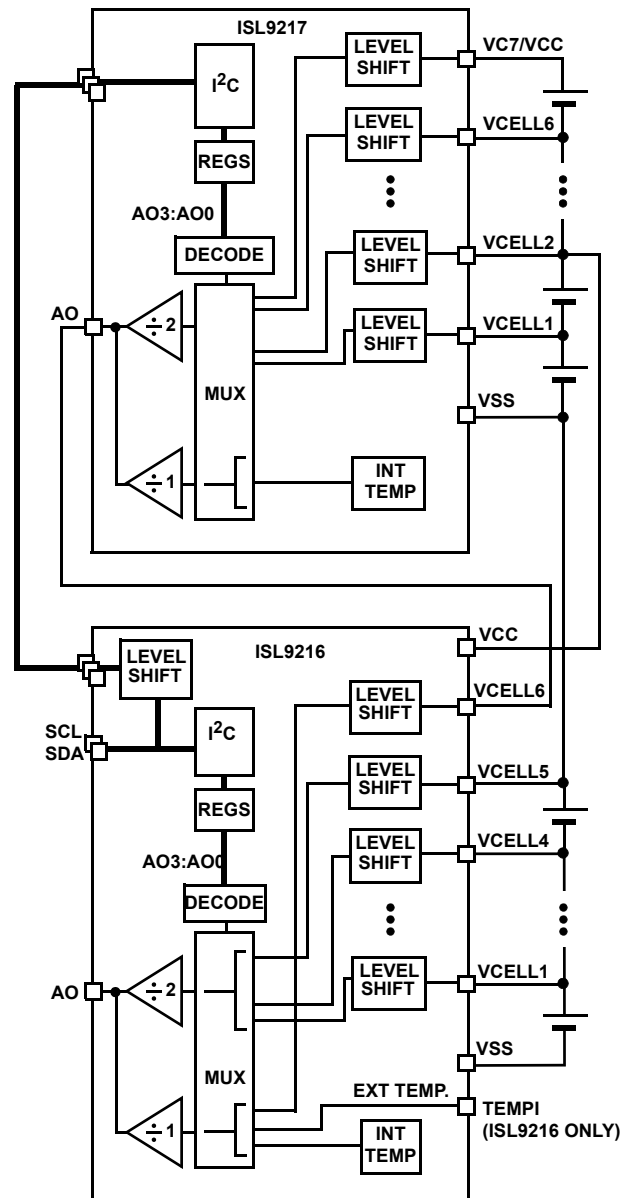 ISL9217
LEVEL
SHIFT
VC7/VCC
I²C
LEVEL
SHIFT
VCELL6
REGS
AO3:AO0
DECODE
LEVEL
SHIFT
VCELL2
AO
÷ 2
LEVEL
SHIFT
VCELL1
MUX
VSS
÷ 1
INT
TEMP
ISL9216
VCC
LEVEL
SHIFT
LEVEL
SHIFT
VCELL6
SCL
SDA
I²C
LEVEL
SHIFT
VCELL5
REGS
AO3:AO0
LEVEL
SHIFT
VCELL4
DECODE
AO
÷ 2
LEVEL
SHIFT
VCELL1
VSS
MUX
EXT TEMP.
TEMPI
(ISL9216 ONLY)
÷ 1
INT
TEMP